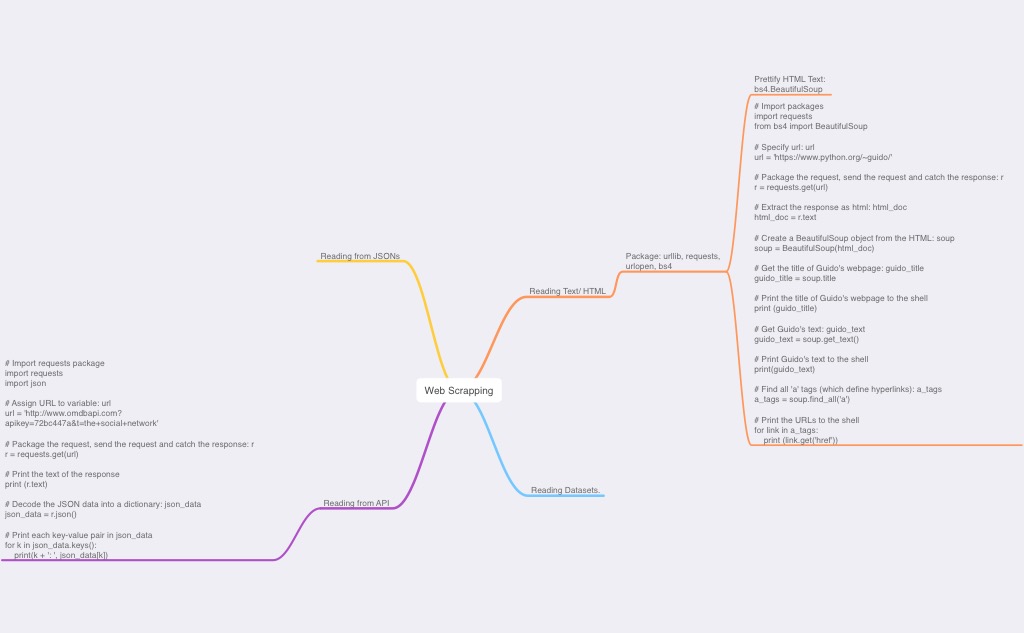 Web Scrapping
Reading Text/ HTML
Package: urllib, requests,
urlopen, bs4
Prettify HTML Text:
bs4.BeautifulSoup
# Import packages
import requests
from bs4 import BeautifulSoup
# Specify url: url
url = 'https://www.python.org/~guido/'
# Package the request, send the request and catch the response: r
r = requests.get(url)
# Extract the response as html: html_doc
html_doc = r.text
# Create a BeautifulSoup object from the HTML: soup
soup = BeautifulSoup(html_doc)
# Get the title of Guido's webpage: guido_title
guido_title = soup.title
# Print the title of Guido's webpage to the shell
print (guido_title)
# Get Guido's text: guido_text
guido_text = soup.get_text()
# Print Guido's text to the shell
print(guido_text)
# Find all 'a' tags (which define hyperlinks): a_tags
a_tags = soup.find_all('a')
# Print the URLs to the shell
for link in a_tags:
    print (link.get('href'))
Reading Datasets.
Reading from JSONs
Reading from API
# Import requests package
import requests
import json
# Assign URL to variable: url
url = 'http://www.omdbapi.com?
apikey=72bc447a&t=the+social+network'
# Package the request, send the request and catch the response: r
r = requests.get(url)
# Print the text of the response
print (r.text)
# Decode the JSON data into a dictionary: json_data
json_data = r.json()
# Print each key-value pair in json_data
for k in json_data.keys():
    print(k + ': ', json_data[k])